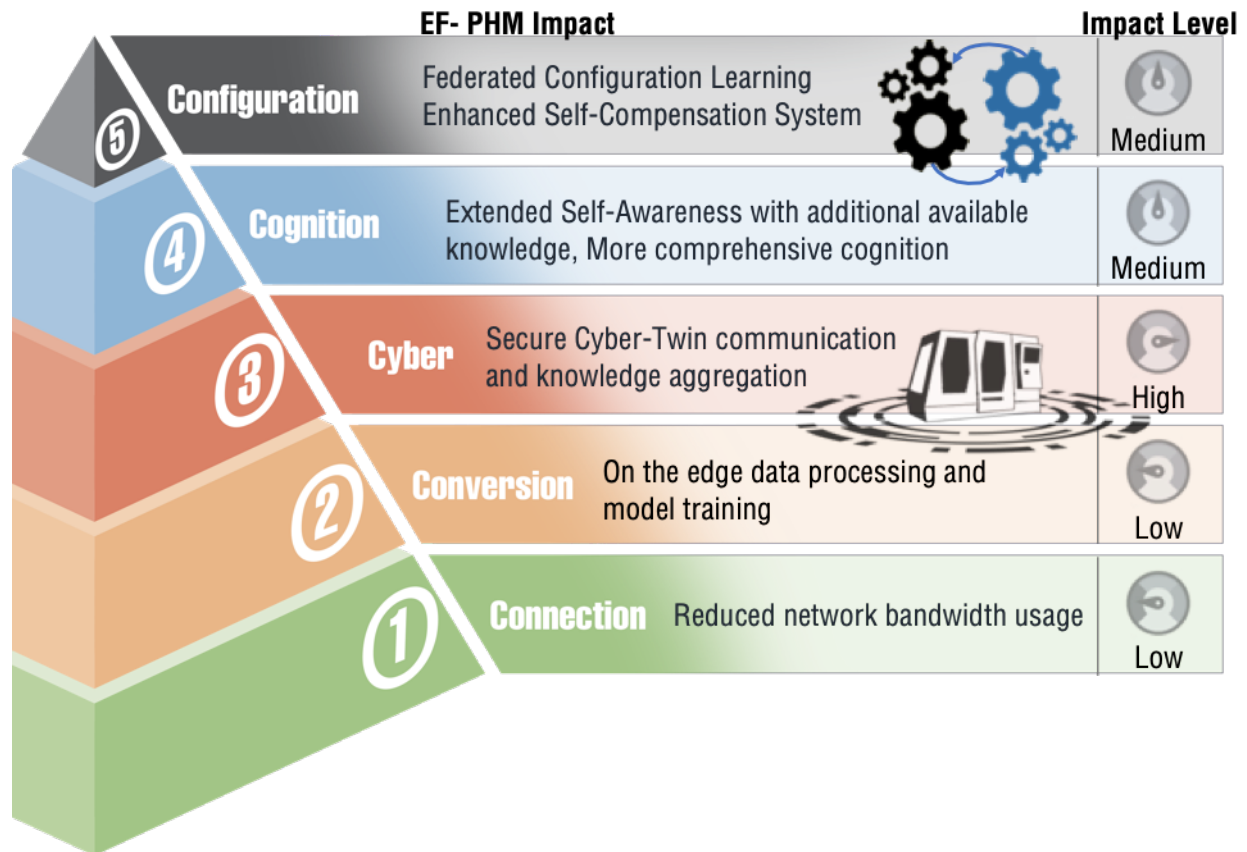 EF- PHM Impact
Impact Level
5
Configuration
Federated Configuration Learning
Enhanced Self-Compensation System
Medium
4
Cognition
Extended Self-Awareness with additional available
knowledge, More comprehensive cognition
Medium
3
Cyber
Secure Cyber-Twin communication
and knowledge aggregation
High
2
Conversion
On the edge data processing and
model training
Low
1
Connection
Reduced network bandwidth usage
Low